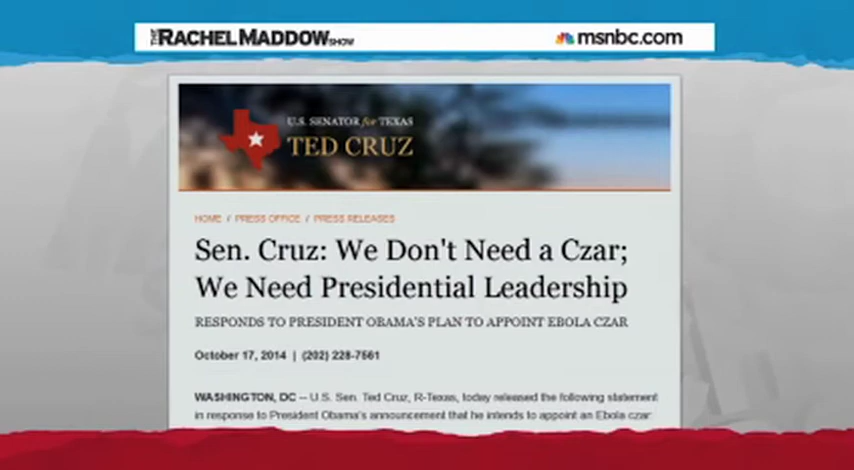 THE RACHEL MADDOW SHOW
msnbc.com
U.S. SENATOR for TEXAS
TED CRUZ
HOME / PRESS OFFICE / PRESS RELEASES
Sen. Cruz: We Don't Need a Czar;
We Need Presidential Leadership
RESPONDS TO PRESIDENT OBAMA'S PLAN TO APPOINT EBOLA CZAR
October 17, 2014 | (202) 228-7561
WASHINGTON, DC -- U.S. Sen. Ted Cruz, R-Texas, today released the following statement
in response to President Obama's announcement that he intends to appoint an Ebola czar: